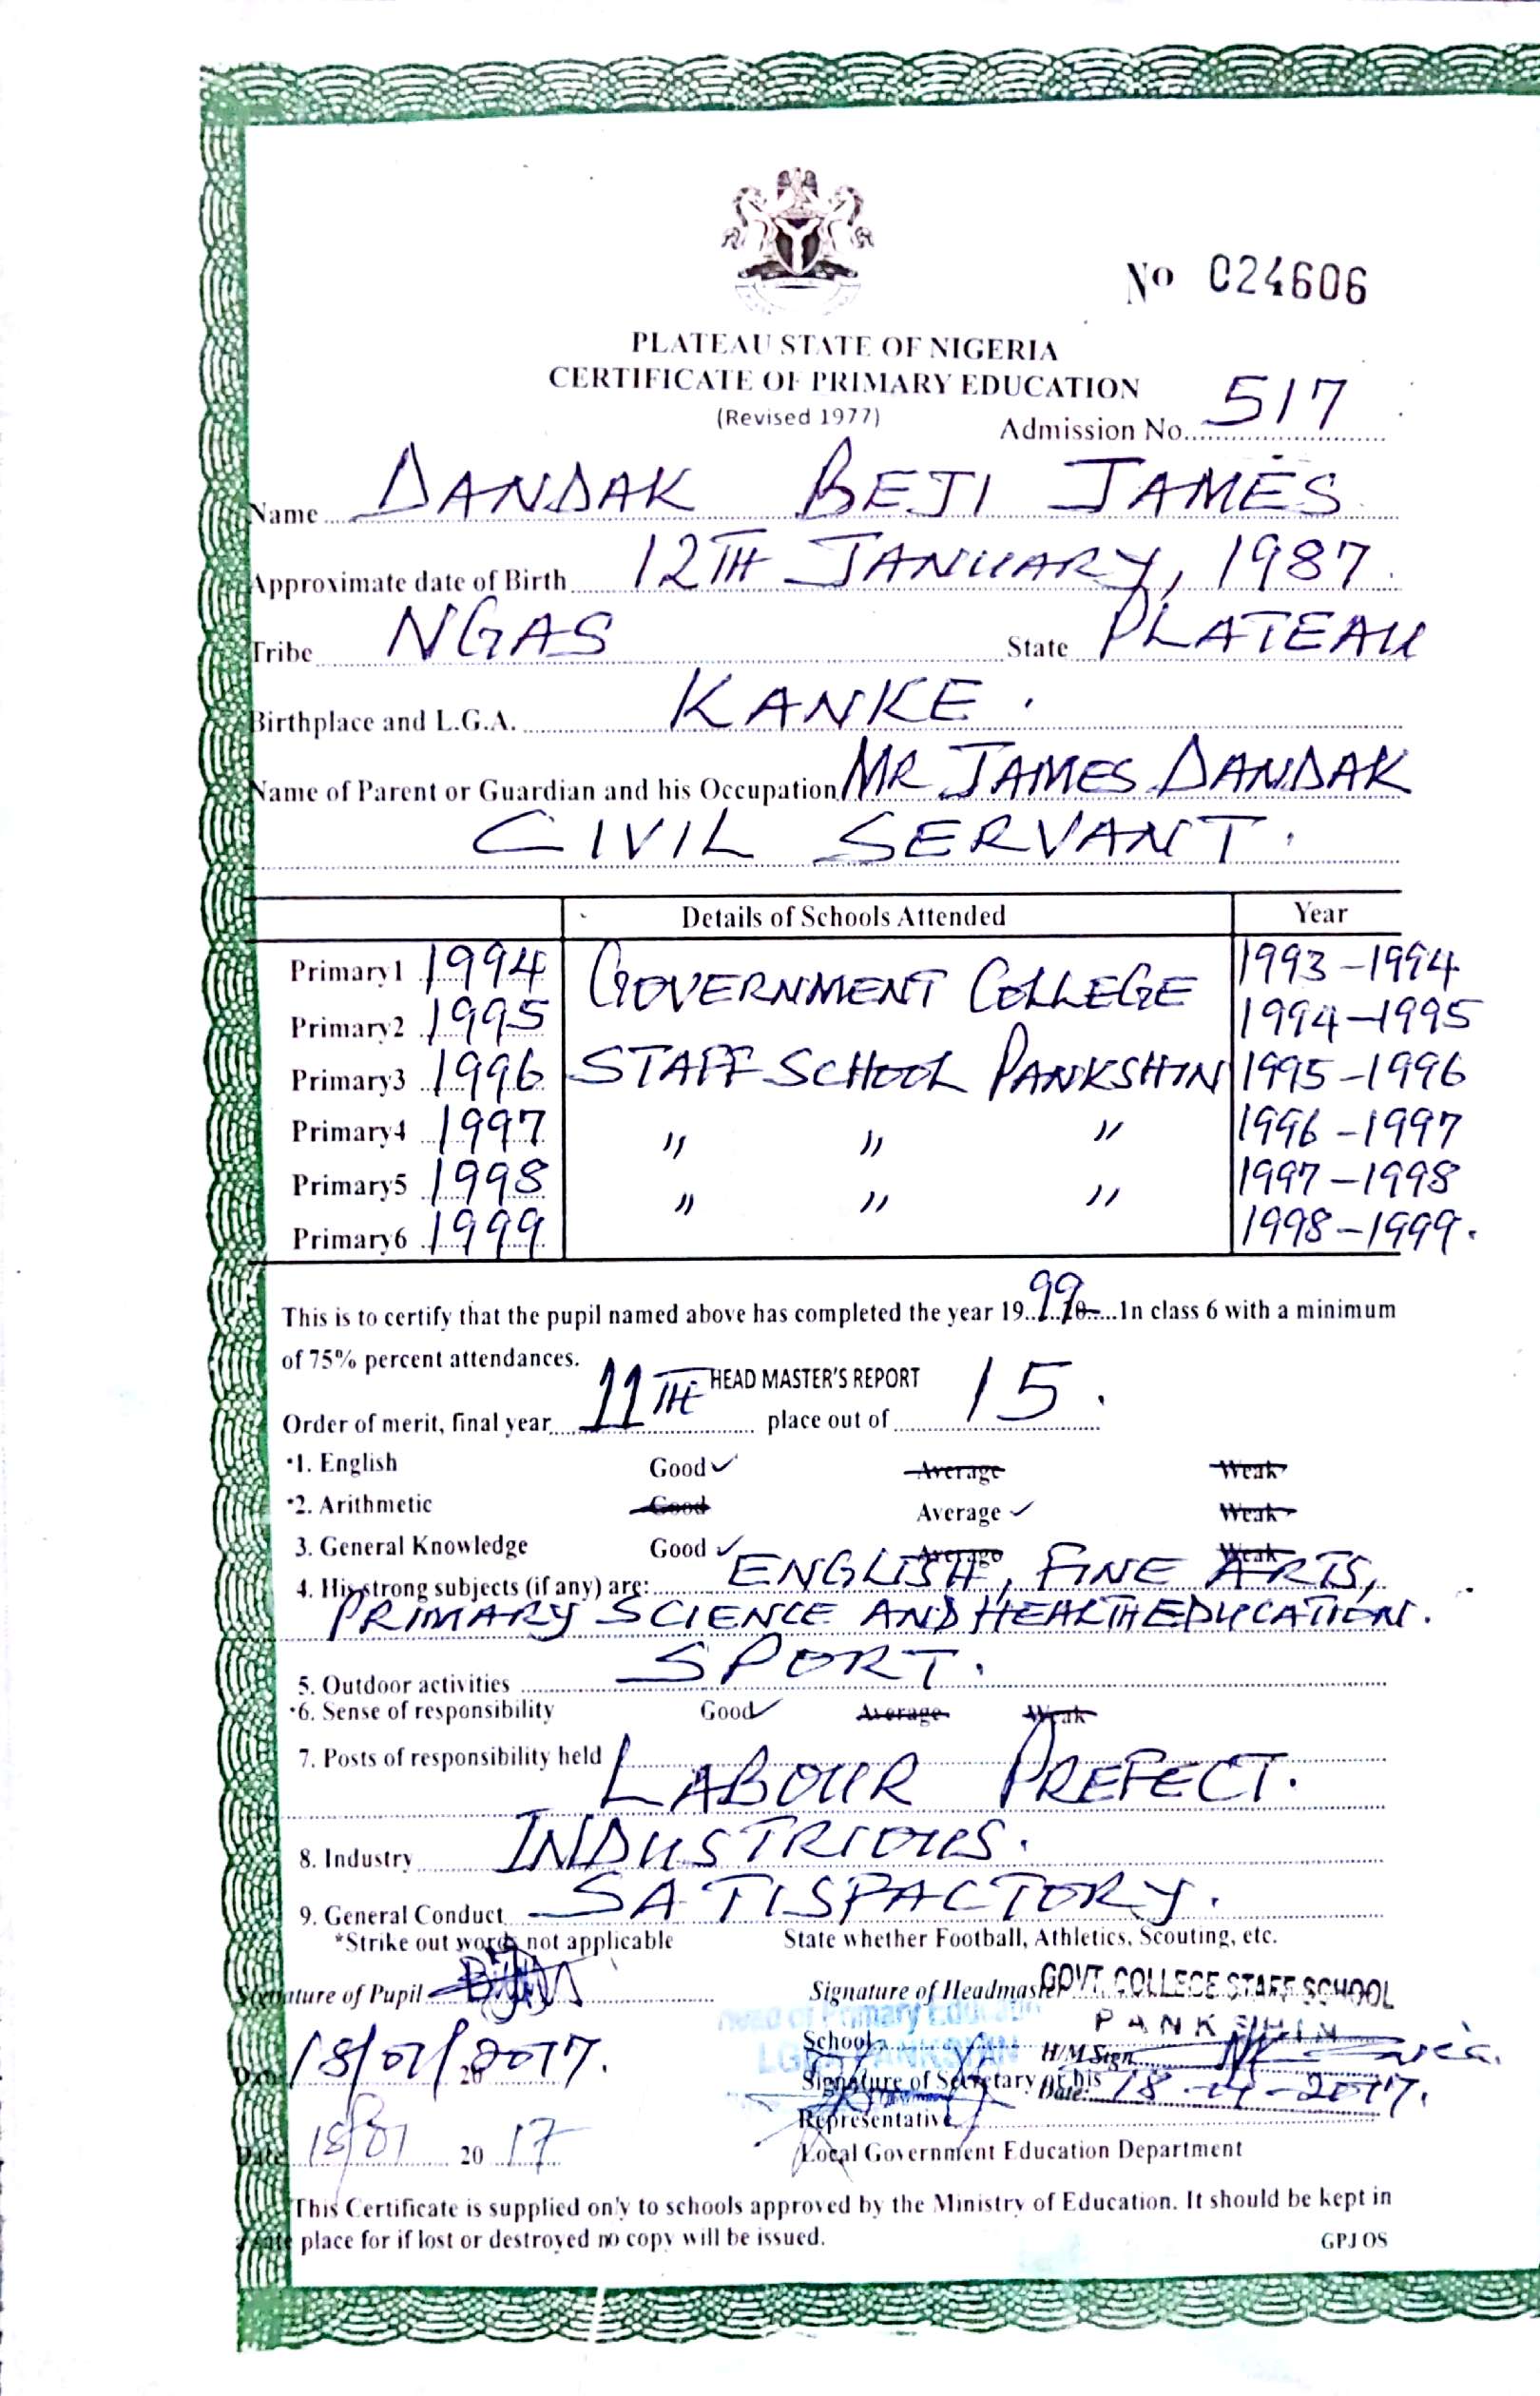 No 024606
PLATEAU STATE OF NIGERIA
CERTIFICATE OF PRIMARY EDUCATION
(Revised 1977)
Admission No. 517
Name DANDAK BEJI JAMES
Approximate date of Birth 12TH JANUARY, 1987.
Tribe NGAS State PLATEAU
Birthplace and L.G.A. KANKE.
Name of Parent or Guardian and his Occupation MR JAMES DANDAK
CIVIL SERVANT.
Details of Schools Attended Year
Primary1 1994 GOVERNMENT COLLEGE 1993-1994
Primary2 1995 1994-1995
Primary3 1996 STAFF SCHOOL PANKSHIN 1995-1996
Primary4 1997 " " " 1996-1997
Primary5 1998 " " " 1997-1998
Primary6 1999 1998-1999.
This is to certify that the pupil named above has completed the year 19 99 In class 6 with a minimum
of 75% percent attendances.
HEAD MASTER'S REPORT
Order of merit, final year 11TH place out of 15.
*1. English Good ✓ Average Weak
*2. Arithmetic Good Average ✓ Weak
3. General Knowledge Good ✓ Average Weak
4. His strong subjects (if any) are: ENGLISH, FINE ARTS,
PRIMARY SCIENCE AND HEALTH EDUCATION.
5. Outdoor activities SPORT.
*6. Sense of responsibility Good ✓ Average Weak
7. Posts of responsibility held LABOUR PREFECT.
8. Industry INDUSTRIOUS.
9. General Conduct SATISFACTORY.
*Strike out words not applicable State whether Football, Athletics, Scouting, etc.
Signature of Pupil
Signature of Headmaster GOVT. COLLEGE STAFF SCHOOL
PANKSHIN
Head of Primary Education
LGEA PANKSHIN
School
H/M Sign
Date 18/01/2017. 20
Signature of Secretary or his
Date: 18-01-2017.
Representative
Date 18/01 20 17
Local Government Education Department
This Certificate is supplied only to schools approved by the Ministry of Education. It should be kept in
a safe place for if lost or destroyed no copy will be issued.
GPJOS